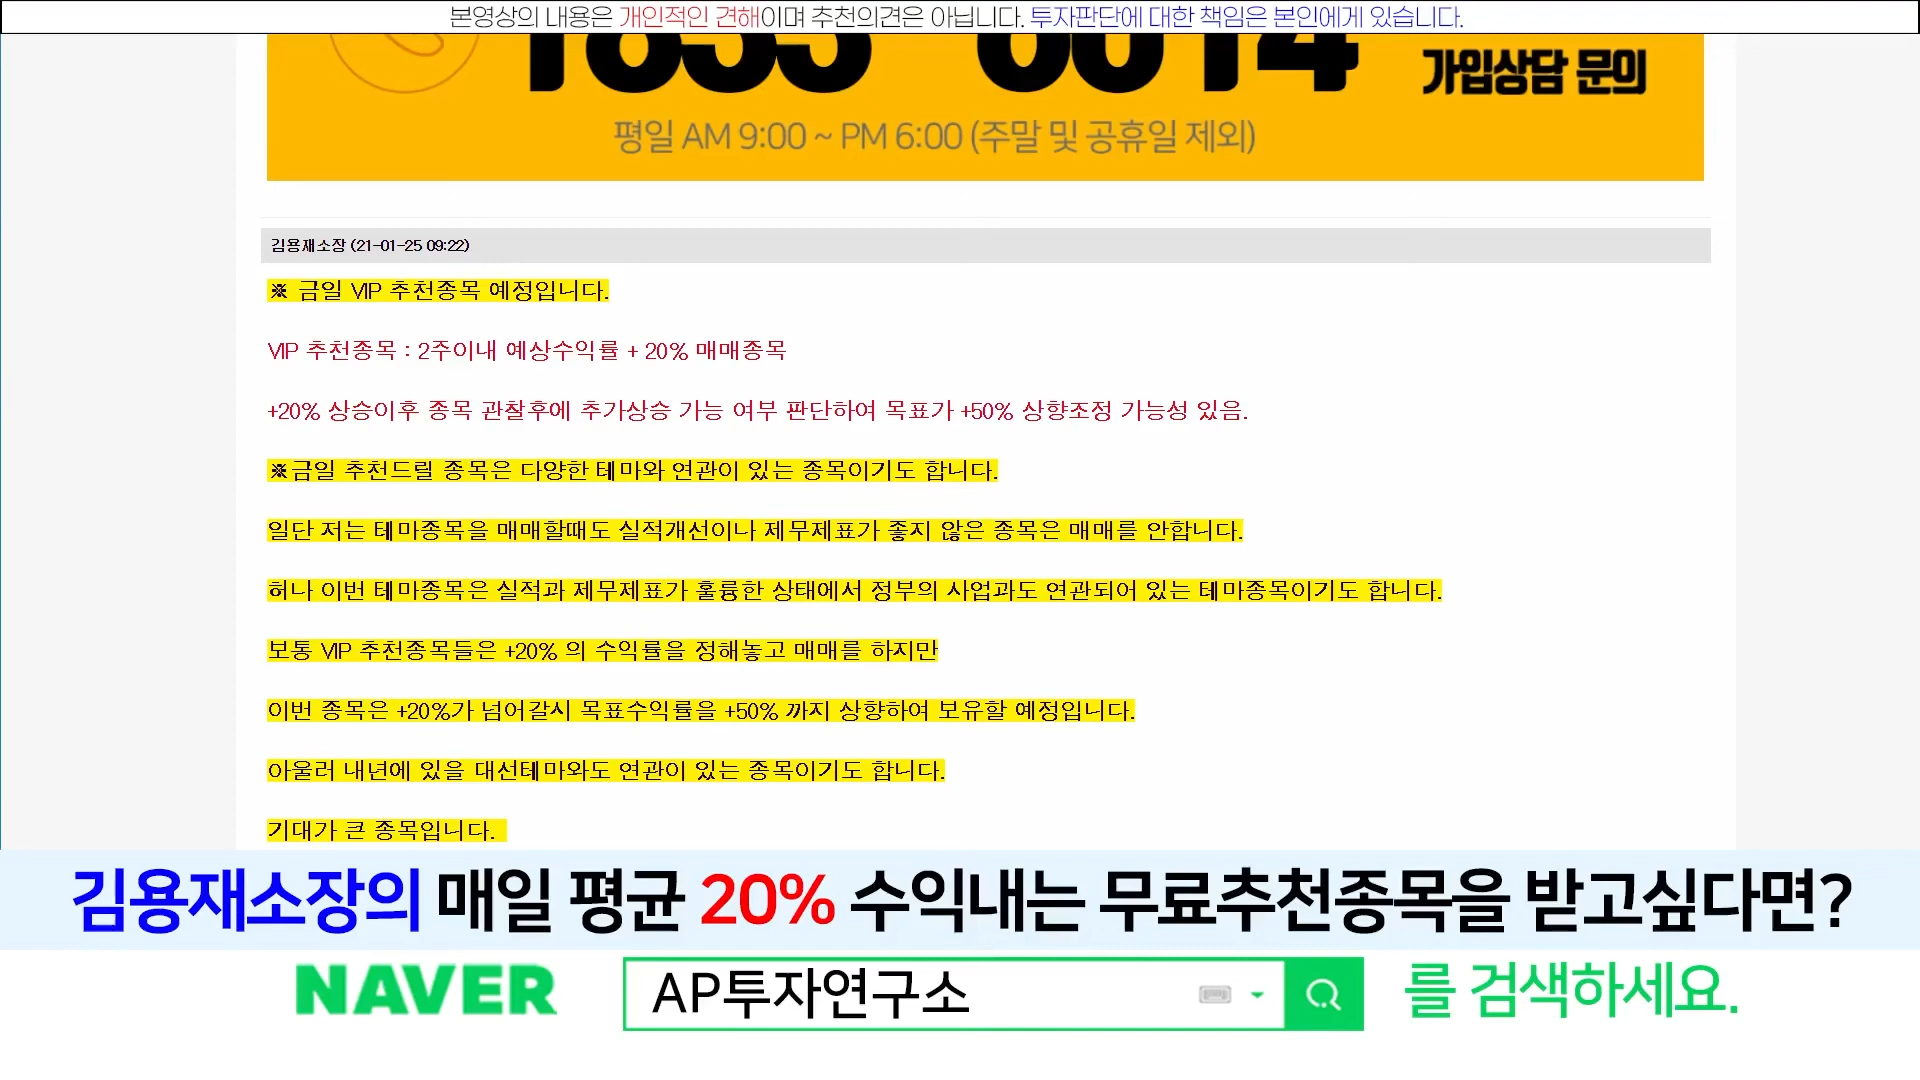 본영상의 내용은 개인적인 견해이며 추천의견은 아닙니다. 투자판단에 대한 책임은 본인에게 있습니다.
가입상담 문의
평일 AM 9:00 ~ PM 6:00 (주말 및 공휴일 제외)
김용재소장 (21-01-25 09:22)
※ 금일 VIP 추천종목 예정입니다.
VIP 추천종목 : 2주이내 예상수익률 + 20% 매매종목
+20% 상승이후 종목 관찰후에 추가상승 가능 여부 판단하여 목표가 +50% 상향조정 가능성 있음.
※금일 추천드릴 종목은 다양한 테마와 연관이 있는 종목이기도 합니다.
일단 저는 테마종목을 매매할때도 실적개선이나 제무제표가 좋지 않은 종목은 매매를 안합니다.
허나 이번 테마종목은 실적과 제무제표가 훌륭한 상태에서 정부의 사업과도 연관되어 있는 테마종목이기도 합니다.
보통 VIP 추천종목들은 +20% 의 수익률을 정해놓고 매매를 하지만
이번 종목은 +20%가 넘어갈시 목표수익률을 +50% 까지 상향하여 보유할 예정입니다.
아울러 내년에 있을 대선테마와도 연관이 있는 종목이기도 합니다.
기대가 큰 종목입니다.
김용재소장의 매일 평균 20% 수익내는 무료추천종목을 받고싶다면?
NAVER AP투자연구소 를 검색하세요.